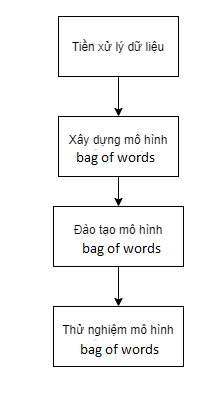 Tiền xử lý dữ liệu
Xây dựng mô hình
bag of words
Đào tạo mô hình
bag of words
Thử nghiệm mô hình
bag of words